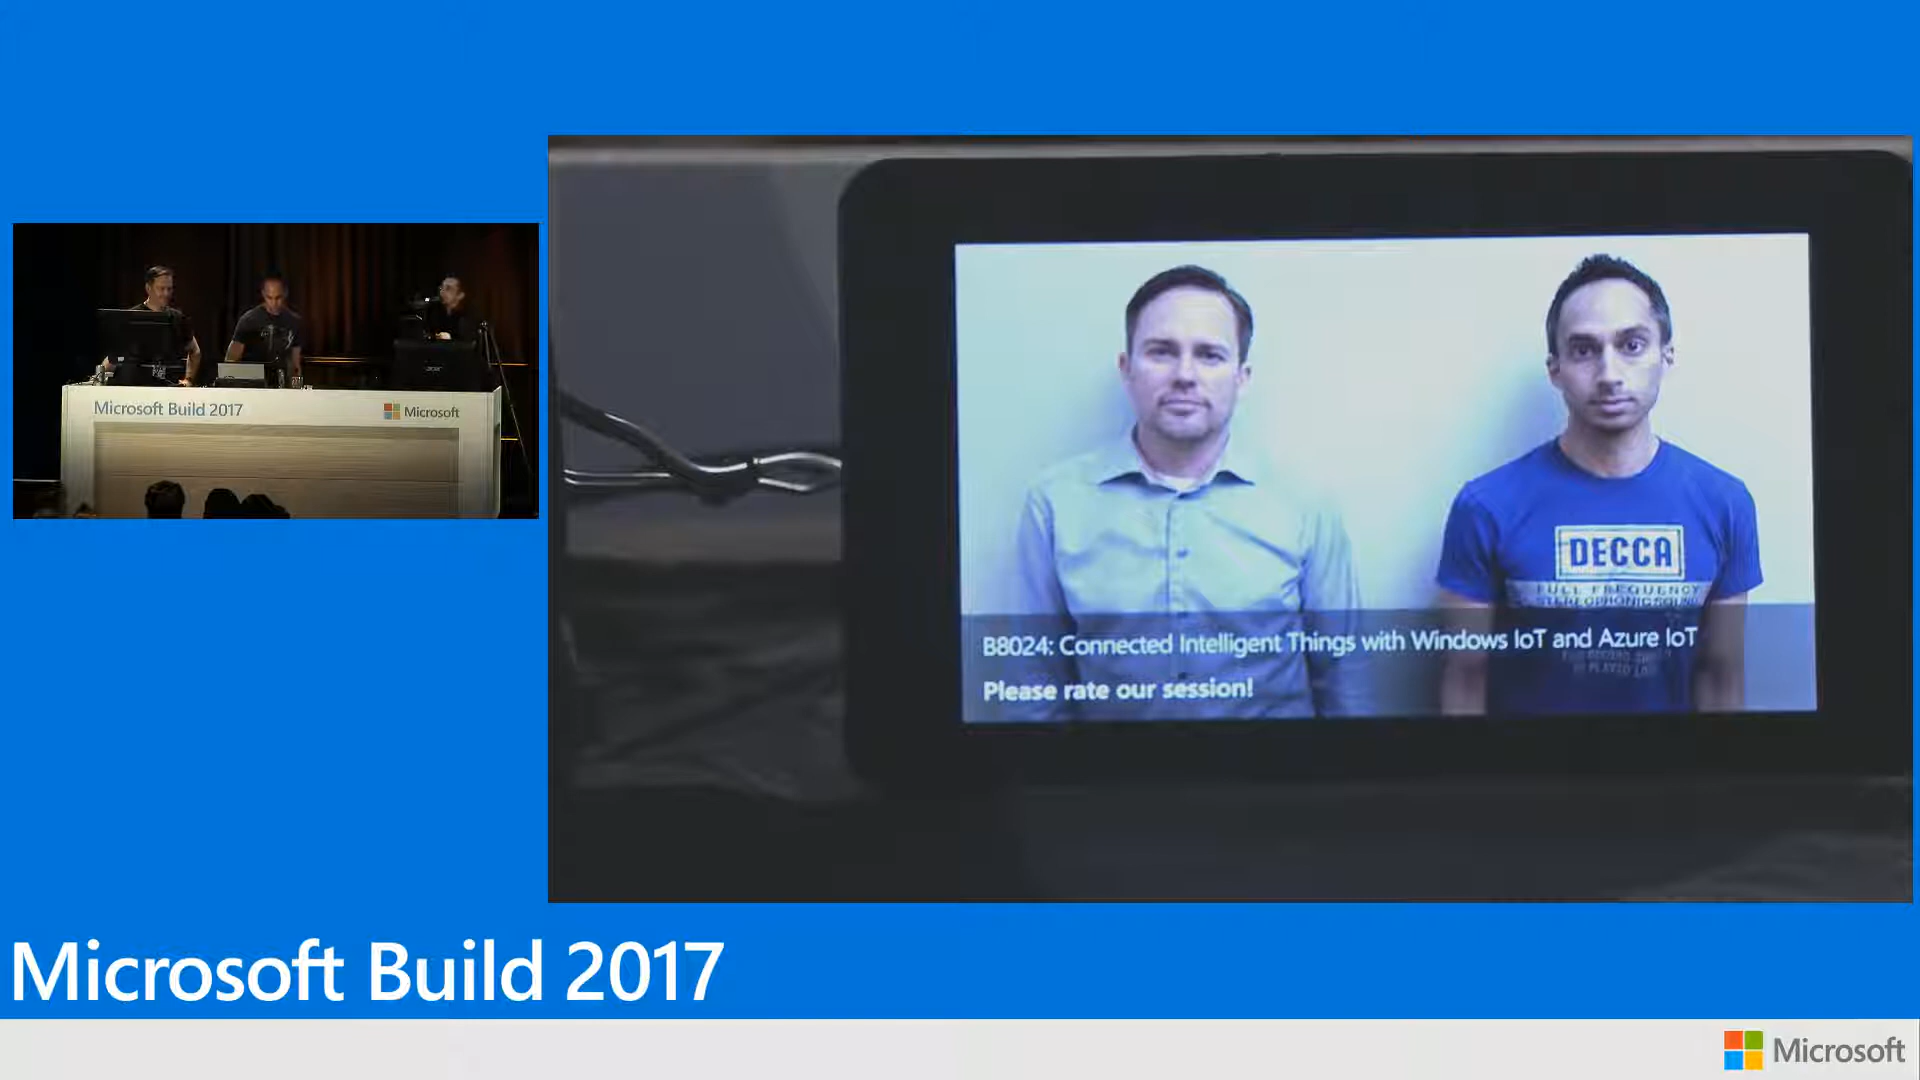 Microsoft Build 2017
Microsoft
acer
DECCA
FULL FREQUENCY
STEREOPHONIC SOUND
B8024: Connected Intelligent Things with Windows IoT and Azure IoT
Please rate our session!
Microsoft Build 2017
Microsoft